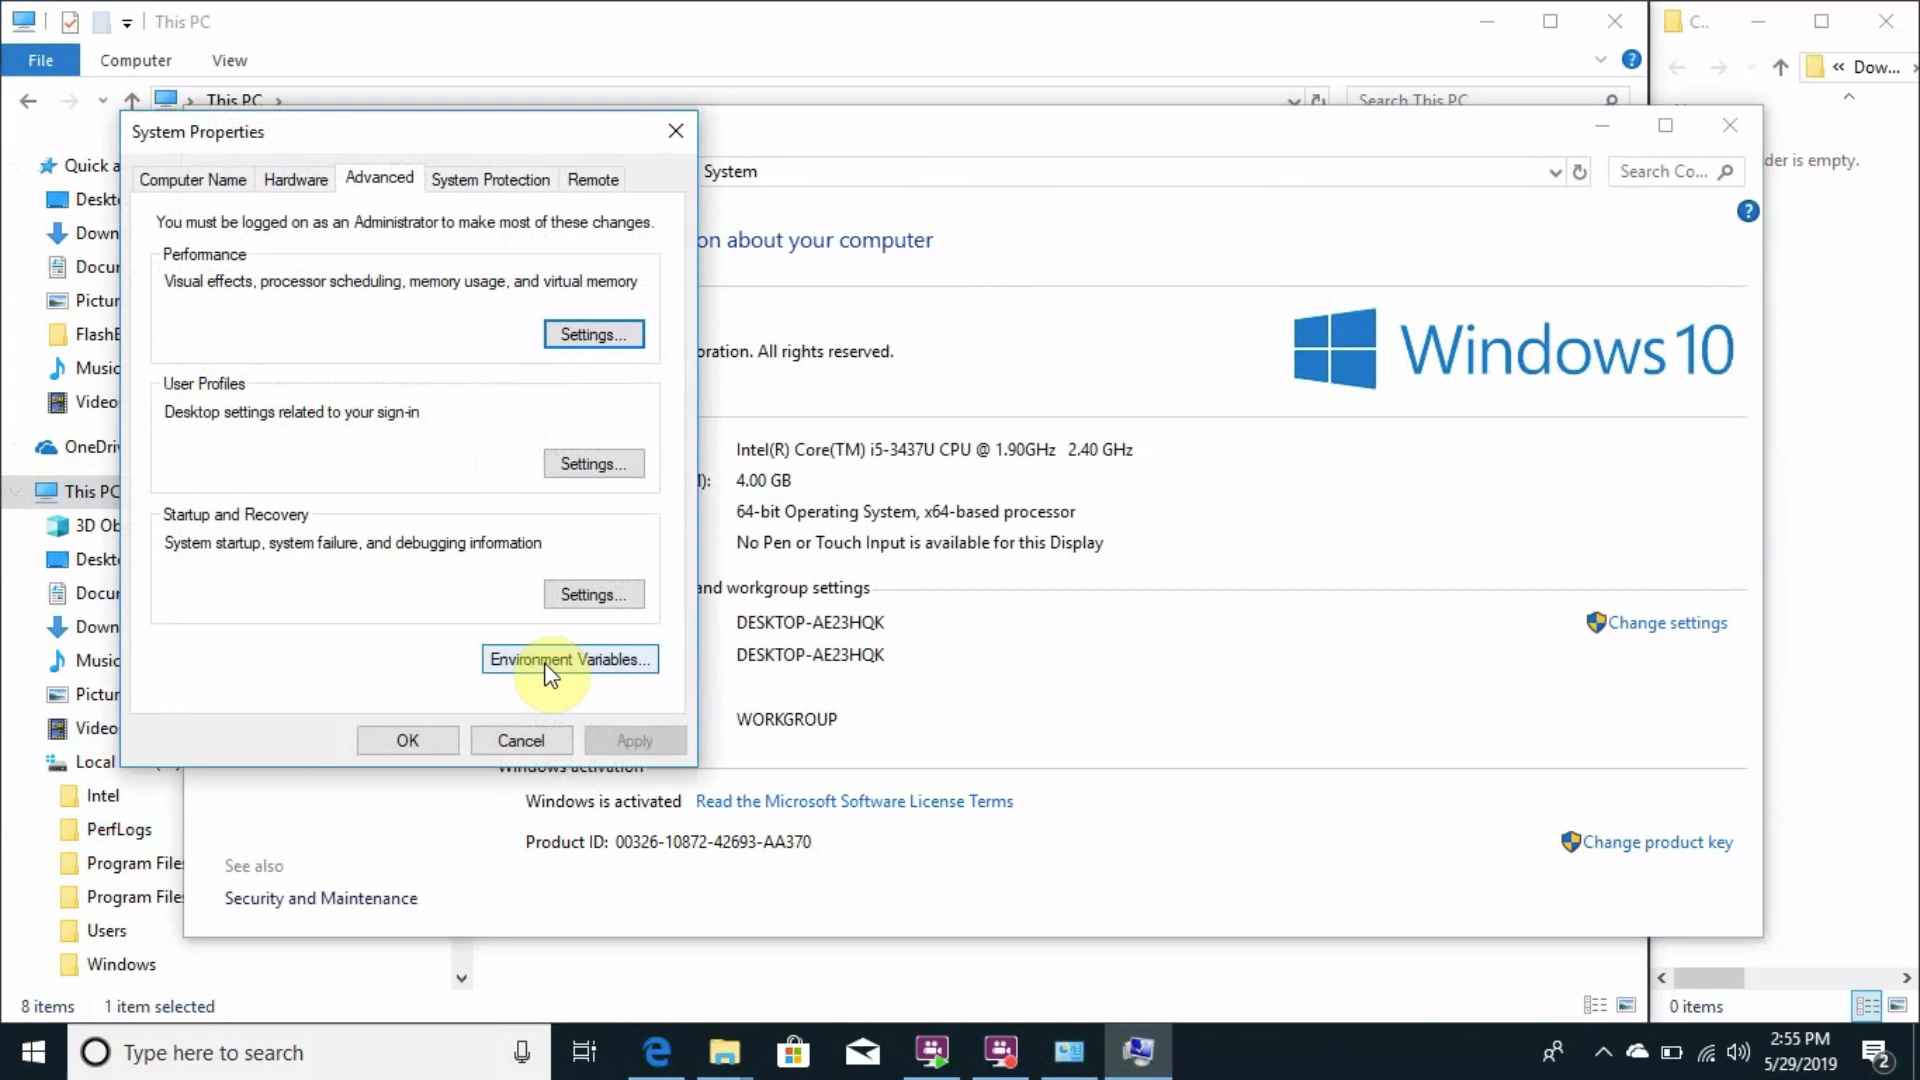 This PC
C..
File
Computer
View
« Dow...
This PC
Search This PC
System Properties
Computer Name
Hardware
Advanced
System Protection
Remote
You must be logged on as an Administrator to make most of these changes.
Performance
Visual effects, processor scheduling, memory usage, and virtual memory
Settings...
User Profiles
Desktop settings related to your sign-in
Settings...
Startup and Recovery
System startup, system failure, and debugging information
Settings...
Environment Variables...
OK
Cancel
Apply
Quick a
Deskto
Down
Docur
Pictur
FlashB
Music
Video
OneDriv
This PC
3D Ob
Deskto
Docur
Down
Music
Pictur
Video
Local
Intel
PerfLogs
Program Files
Program Files
Users
Windows
8 items
1 item selected
System
Search Co...
on about your computer
oration. All rights reserved.
Windows 10
Intel(R) Core(TM) i5-3437U CPU @ 1.90GHz 2.40 GHz
4.00 GB
64-bit Operating System, x64-based processor
No Pen or Touch Input is available for this Display
and workgroup settings
DESKTOP-AE23HQK
Change settings
DESKTOP-AE23HQK
WORKGROUP
Windows activation
Windows is activated Read the Microsoft Software License Terms
Product ID: 00326-10872-42693-AA370
Change product key
See also
Security and Maintenance
der is empty.
0 items
Type here to search
2:55 PM
5/29/2019
2